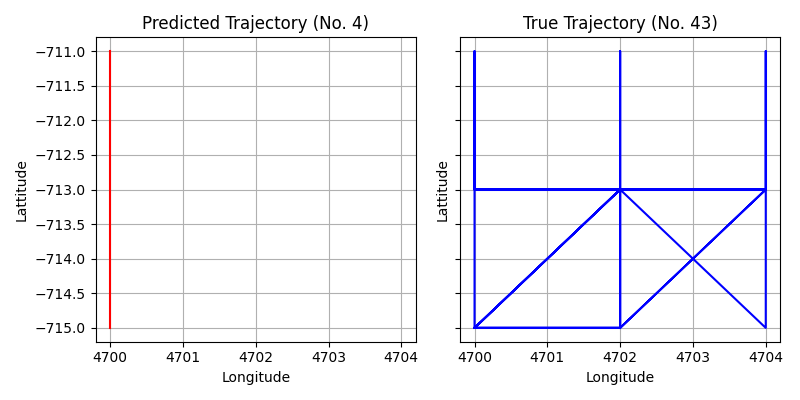 Predicted Trajectory (No. 4)
−711.0
−711.5
−712.0
−712.5
−713.0
−713.5
−714.0
−714.5
−715.0
Lattitude
4700 4701 4702 4703 4704
Longitude
True Trajectory (No. 43)
Lattitude
4700 4701 4702 4703 4704
Longitude